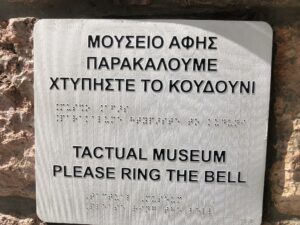 ΜΟΥΣΕΙΟ ΑΦΗΣ
ΠΑΡΑΚΑΛΟΥΜΕ
ΧΤΥΠΗΣΤΕ ΤΟ ΚΟΥΔΟΥΝΙ
TACTUAL MUSEUM
PLEASE RING THE BELL